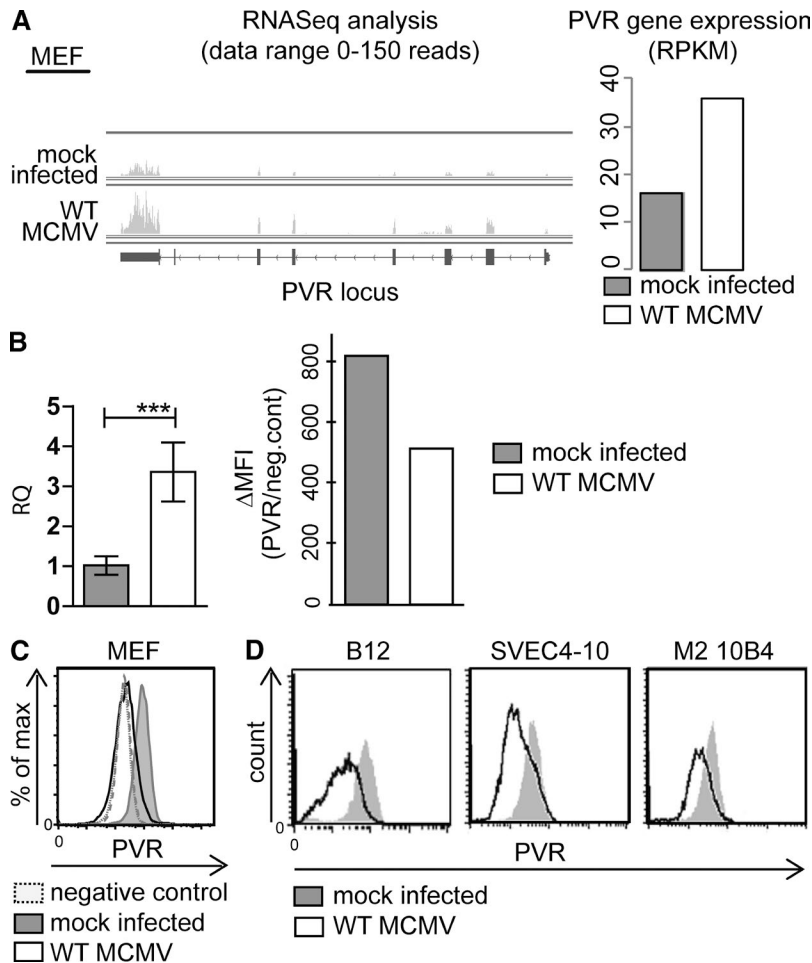 A
MEF
RNASeq analysis
(data range 0-150 reads)
PVR gene expression
(RPKM)
mock
infected
WT
MCMV
PVR locus
0 10 20 30 40
mock infected
WT MCMV
B
5
4
3
2
1
0
RQ
***
ΔMFI
(PVR/neg.cont)
0 200 400 600 800
mock infected
WT MCMV
C
MEF
% of max
0
0
PVR
negative control
mock infected
WT MCMV
D
B12
SVEC4-10
M2 10B4
count
0
0
PVR
mock infected
WT MCMV